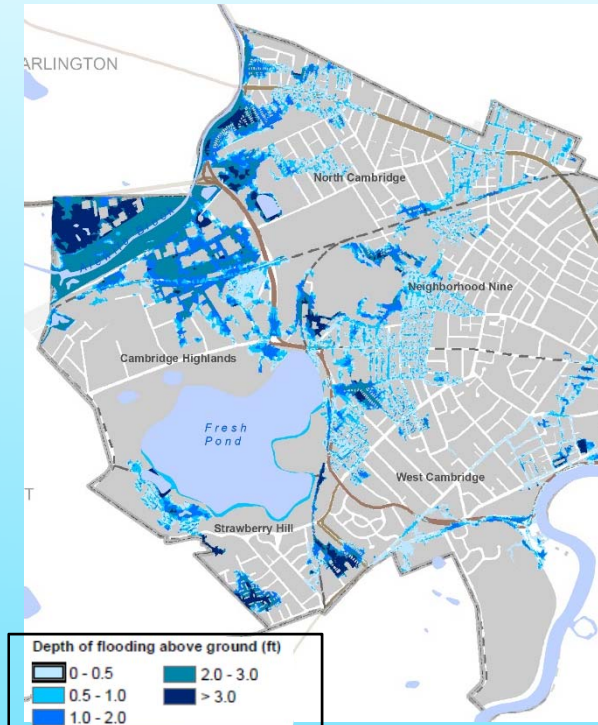 ARLINGTON
North Cambridge
Neighborhood Nine
Cambridge Highlands
Fresh
Pond
West Cambridge
Strawberry Hill
T
Depth of flooding above ground (ft)
0 - 0.5
2.0 - 3.0
0.5 - 1.0
> 3.0
1.0 - 2.0